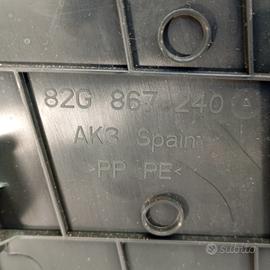 82G 867 240 A
AK3 Spain
>PP PE<
subito